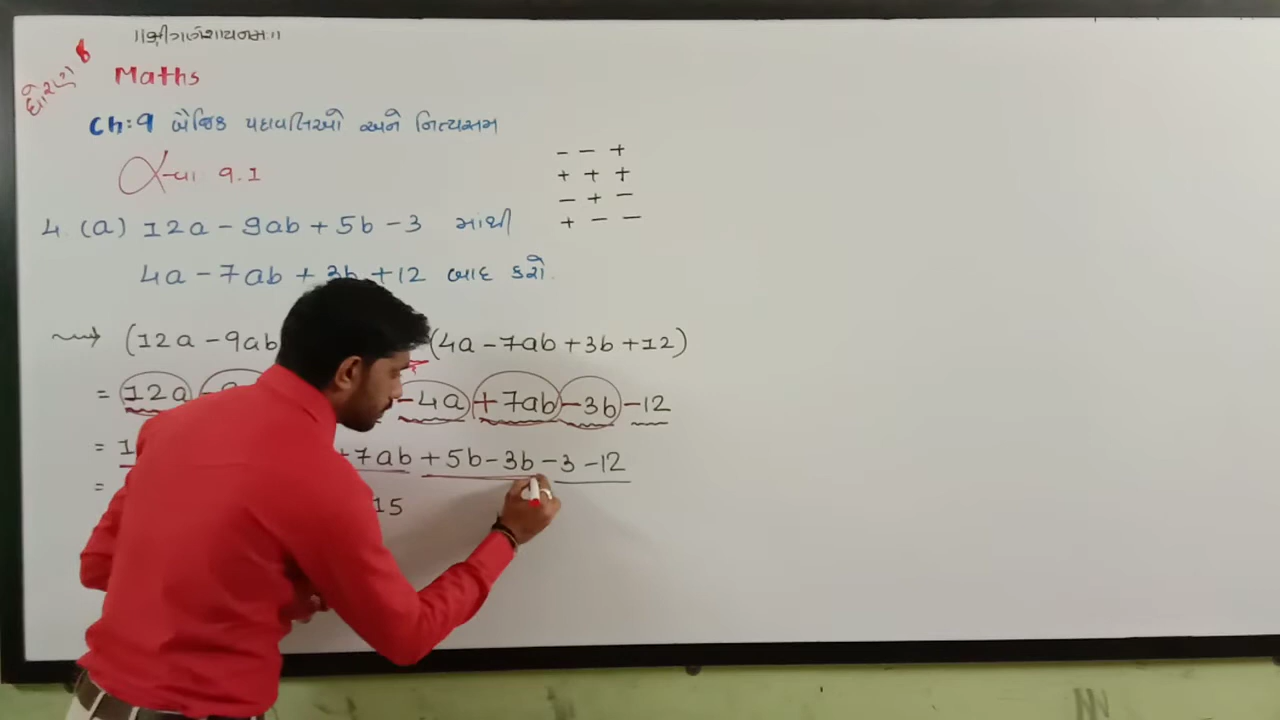 ॥શ્રી ગણેશાય નમઃ॥
ધોરણ 8
Maths
Ch:9 બૈજિક પદાવલિઓ અને નિત્યસમ
સ્વા 9.1
- - +
+ + +
- + -
+ - -
4. (a) 12a - 9ab + 5b - 3 માંથી
4a - 7ab + 3b + 12 બાદ કરો.
(12a - 9ab (4a - 7ab + 3b + 12)
= 12a - 4a + 7ab - 3b - 12
= 1 +7ab + 5b - 3b - 3 - 12
= 15